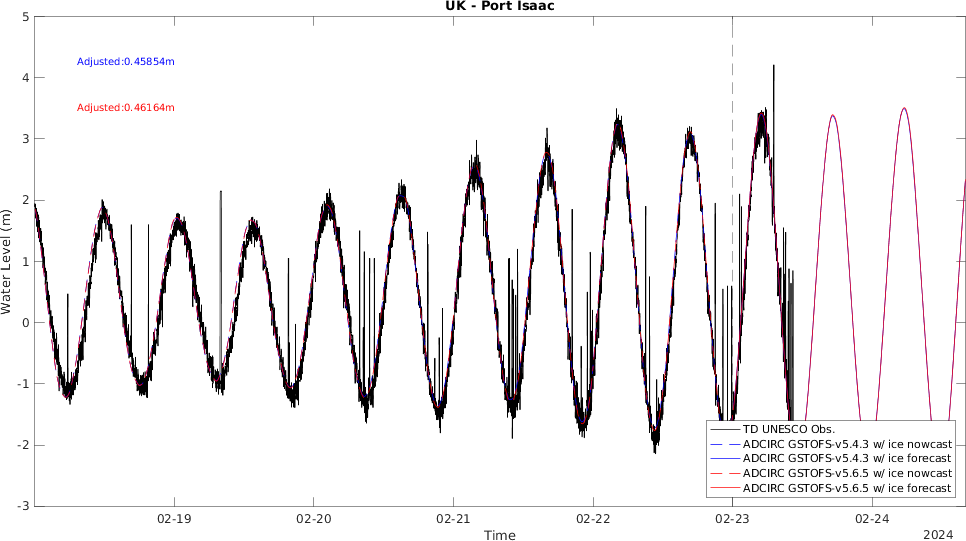 UK - Port Isaac
5
4
3
2
1
0
-1
-2
-3
Water Level (m)
Adjusted:0.45854m
Adjusted:0.46164m
TD UNESCO Obs.
ADCIRC GSTOFS-v5.4.3 w/ ice nowcast
ADCIRC GSTOFS-v5.4.3 w/ ice forecast
ADCIRC GSTOFS-v5.6.5 w/ ice nowcast
ADCIRC GSTOFS-v5.6.5 w/ ice forecast
02-19 02-20 02-21 02-22 02-23 02-24
Time
2024